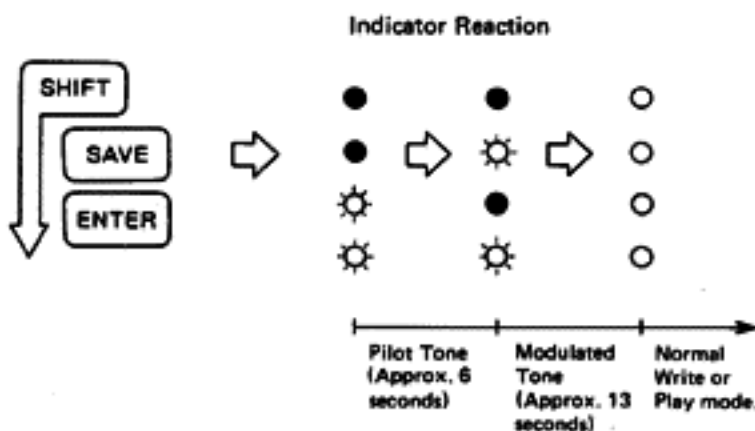 Indicator Reaction
SHIFT
SAVE
ENTER
Pilot Tone
(Approx. 6
seconds)
Modulated
Tone
(Approx. 13
seconds)
Normal
Write or
Play mode.